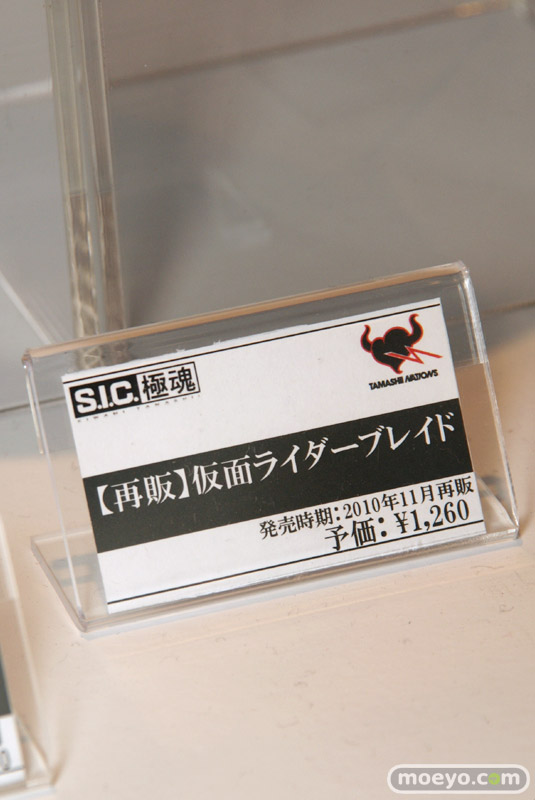 S.I.C. 極魂
KIWAMI TAMASHII
TAMASHII NATIONS
【再販】仮面ライダーブレイド
発売時期：2010年11月再販
予価：¥1,260
moeyo.com